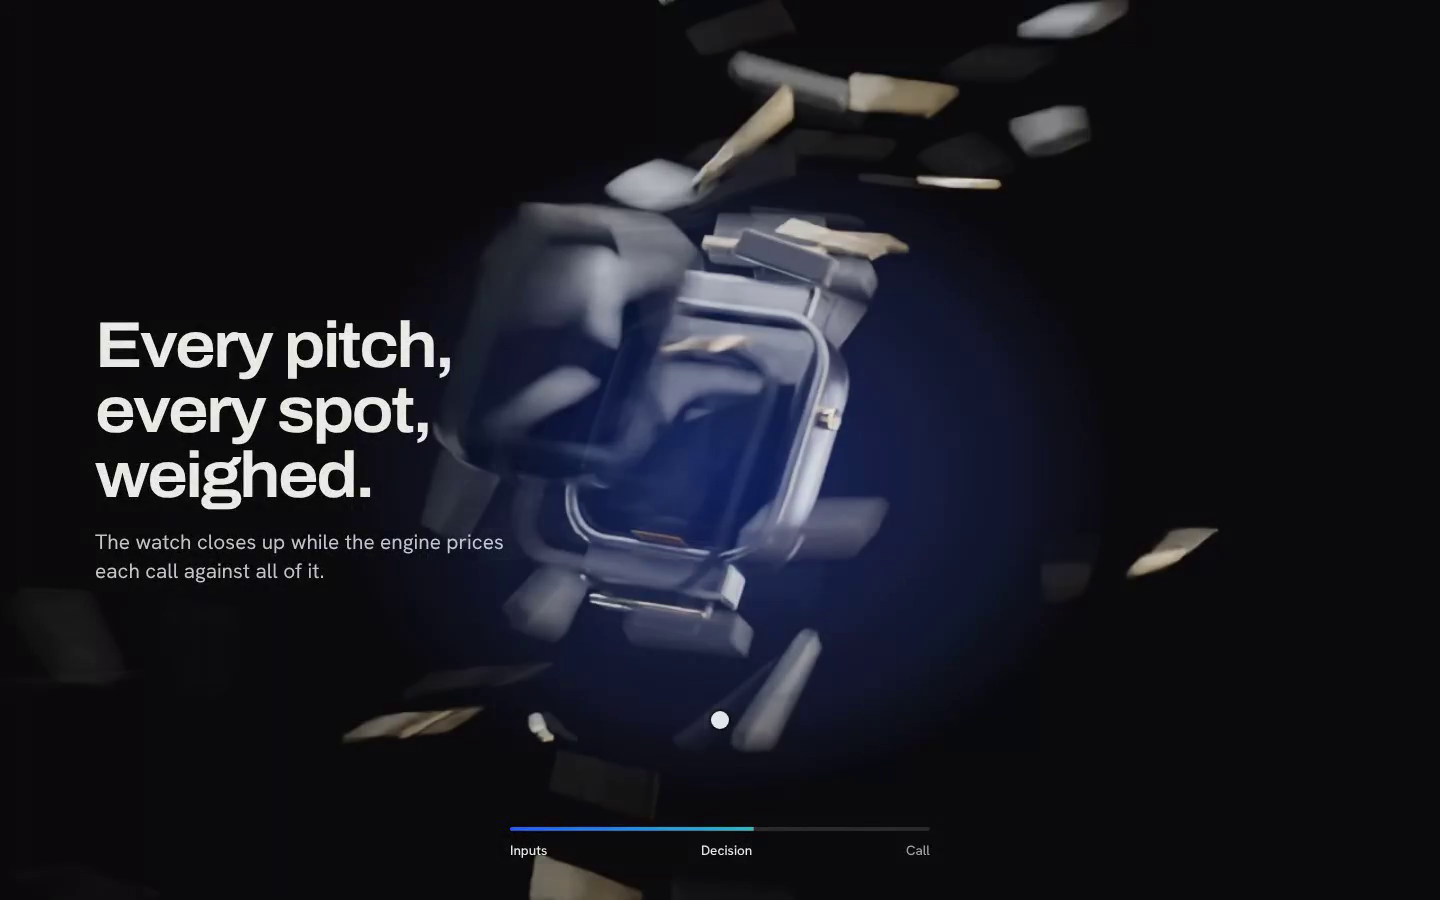 Every pitch,
every spot,
weighed.
The watch closes up while the engine prices
each call against all of it.
Inputs
Decision
Call